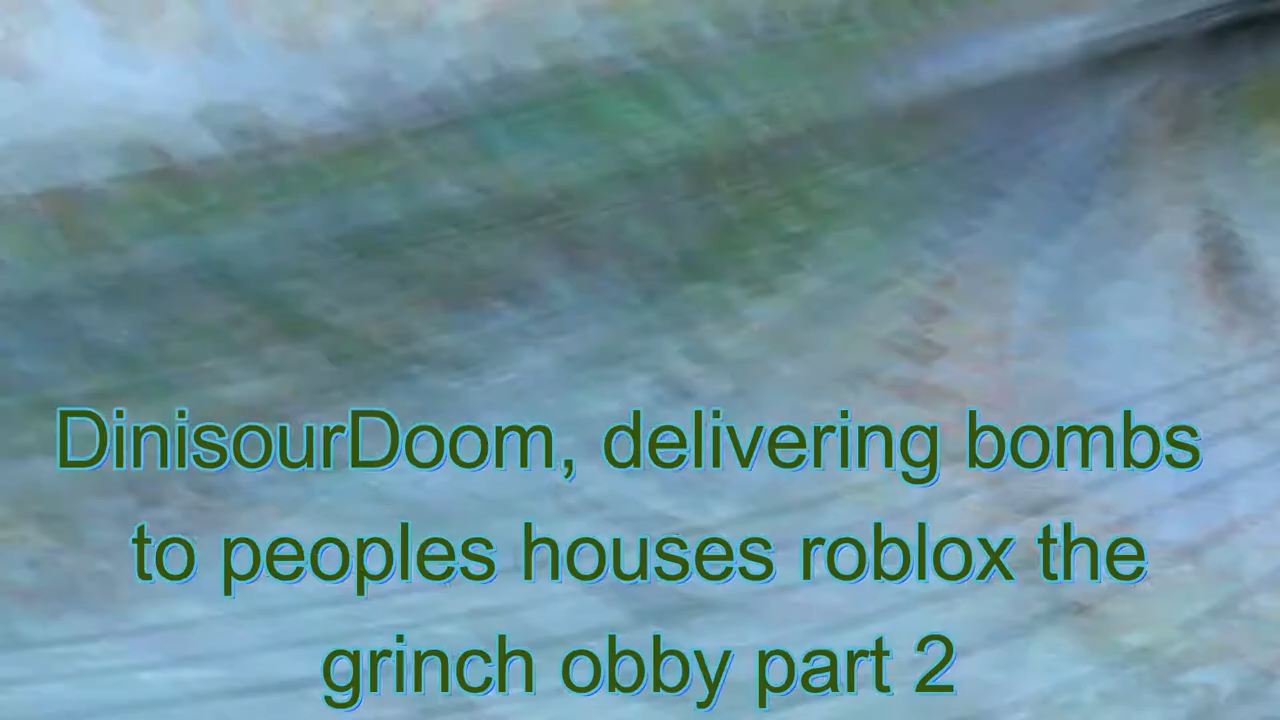 DinisourDoom, delivering bombs
to peoples houses roblox the
grinch obby part 2